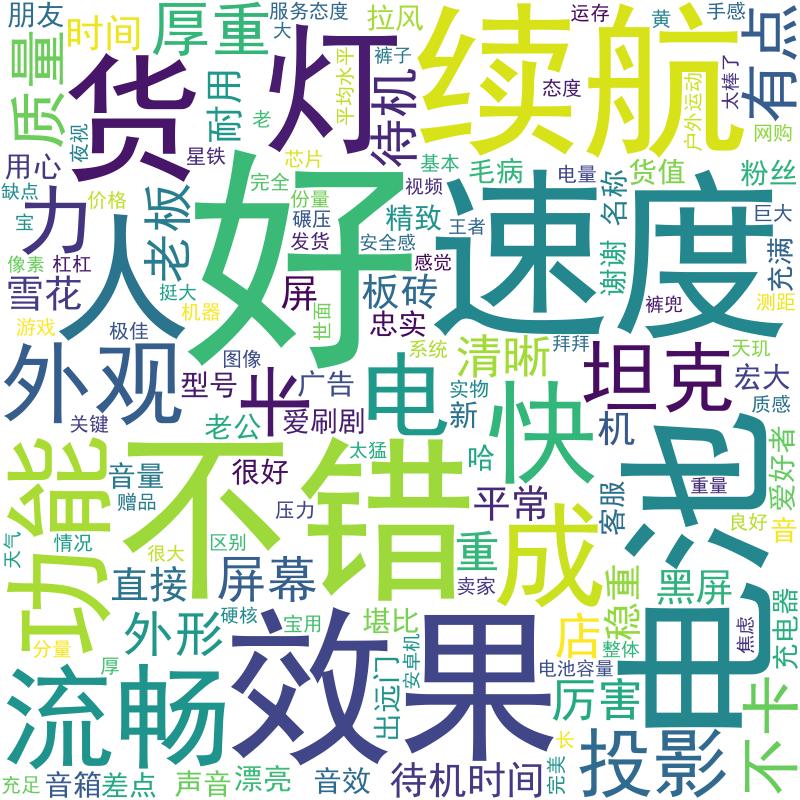 朋友
时间
厚重
服务态度
大
灯
拉风
裤子
续航
运存
黄
手感
太棒了
有点
质量
货
耐用
待机
平均水平
态度
户外运动
网购
夜视
老
用心
星铁
芯片
基本
毛病
电量
货值
粉丝
缺点
价格
力
宝
人
老板
完全
份量
碾压
发货
视频
安全感
精致
王者
名称
巨大
充满
好
速度
谢谢
像素
杠杠
雪花
挺大
机器
屏
世面
板砖
忠实
感觉
裤兜
测距
游戏
极佳
外观
图像
系统
清晰
拜拜
坦克
天玑
宏大
型号
半
广告
爱刷剧
电
实物
新
快
机
质感
关键
老公
太猛
哈
功能
不错
音量
赠品
很好
压力
平常
成
客服
电池
重量
爱好者
良好
音
天气
情况
很大
区别
直接
屏幕
重
卖家
稳重
黑屏
外形
硬核
宝用
堪比
店
整体
焦虑
充电器
分量
厚
流畅
效果
出远门
安卓机
电池容量
厉害
不卡
充足
音箱
差点
声音
漂亮
音效
待机时间
长
完美
投影